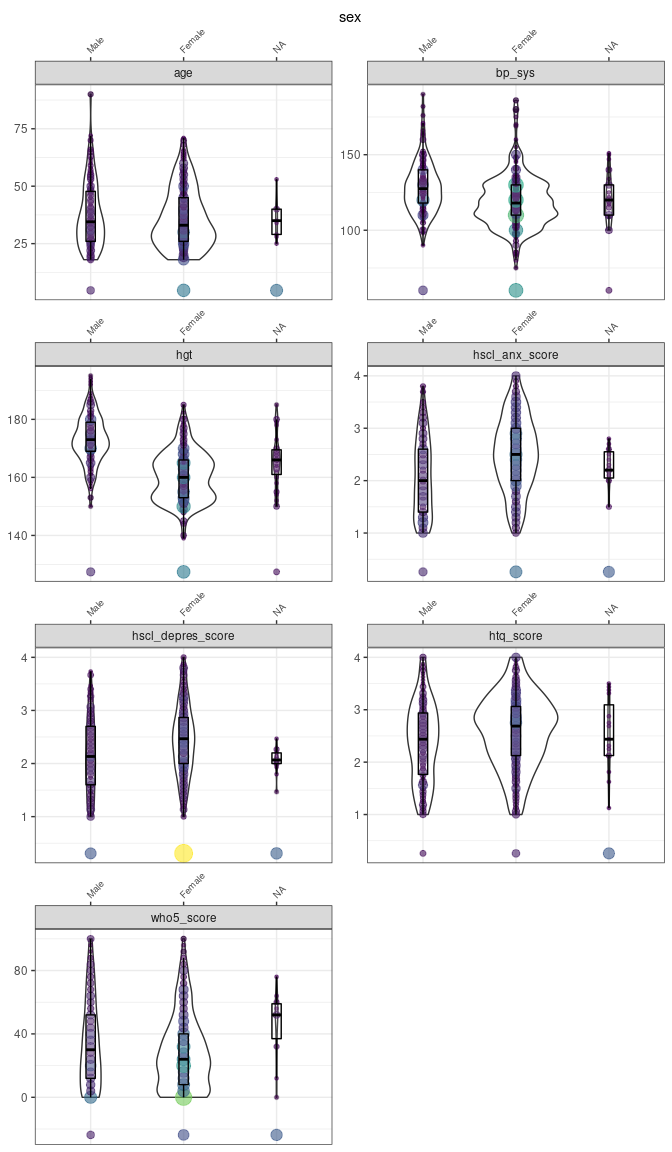 sex
Male Female NA Male Female NA
age bp_sys
75
50
25
150
100
Male Female NA Male Female NA
hgt hscl_anx_score
180
160
140
4
3
2
1
Male Female NA Male Female NA
hscl_depres_score htq_score
4
3
2
1
4
3
2
1
Male Female NA
who5_score
80
40
0